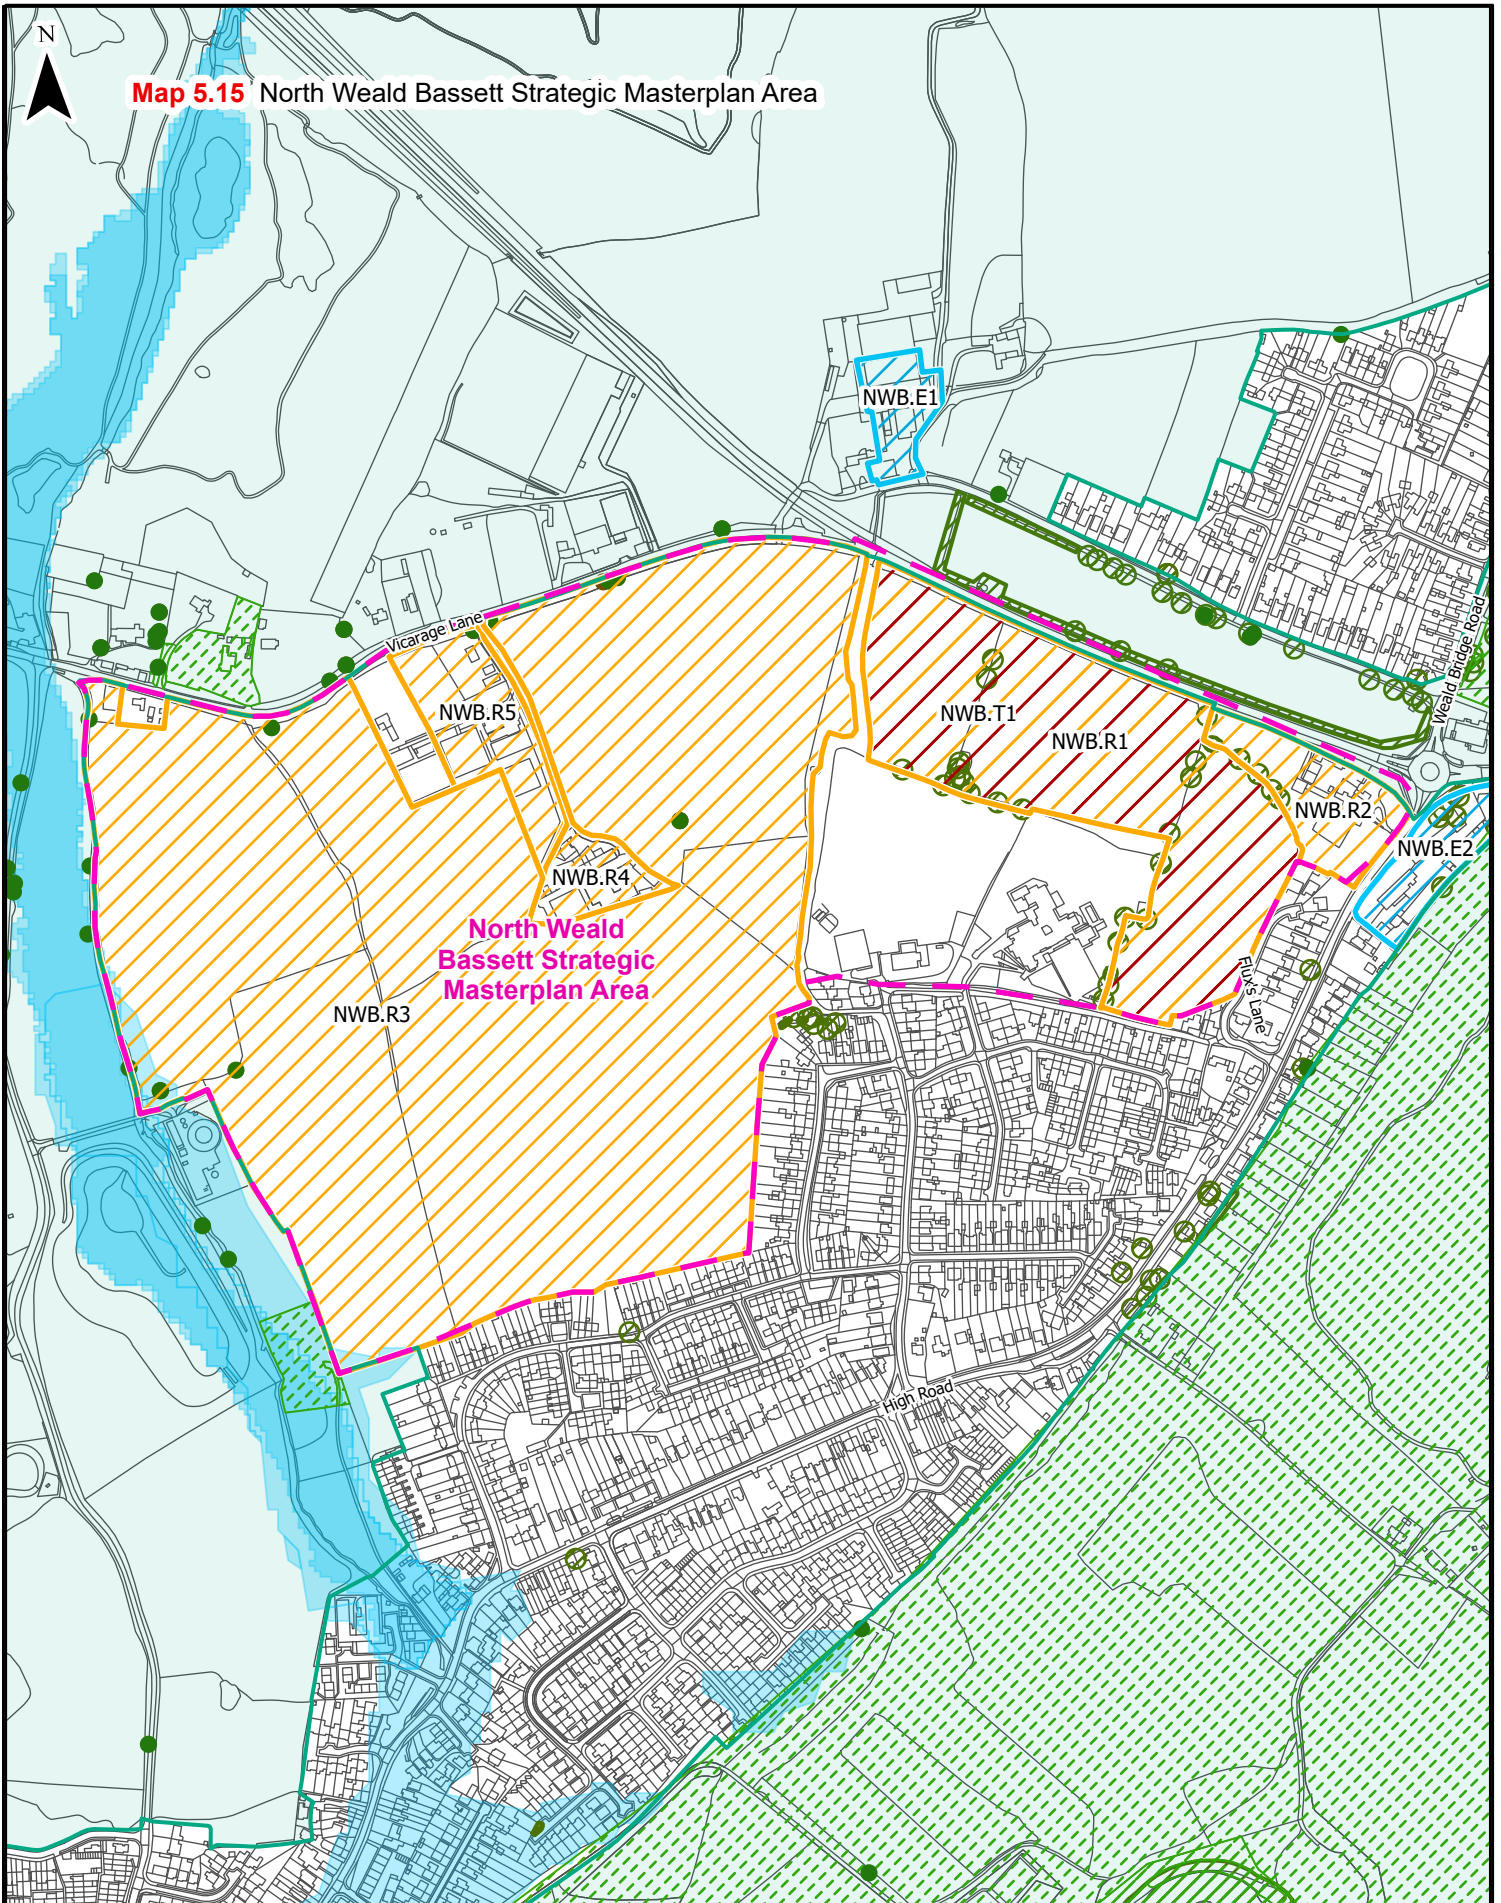 N
Map 5.15 North Weald Bassett Strategic Masterplan Area
NWB.E1
Vicarage Lane
Weald Bridge Road
NWB.R5
NWB.T1
NWB.R1
NWB.R2
NWB.E2
NWB.R4
North Weald
Bassett Strategic
Masterplan Area
NWB.R3
Flux's Lane
High Road